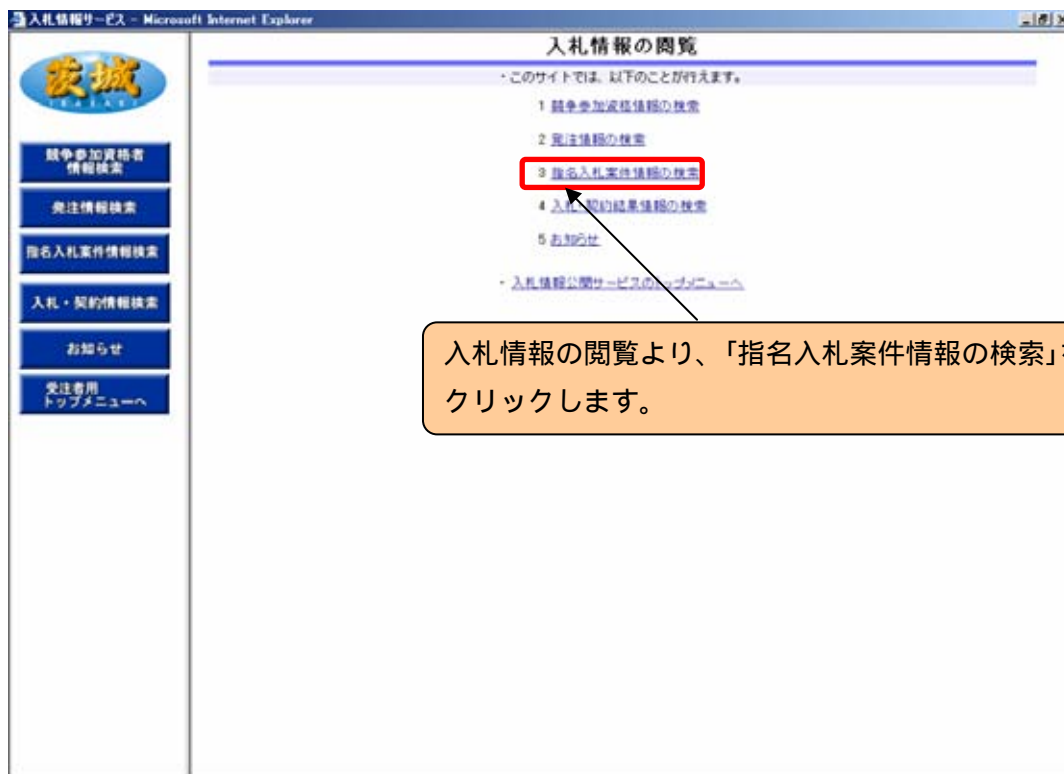 入札情報サービス - Microsoft Internet Explorer
茨城
IBARAKI
競争参加資格者
情報検索
発注情報検索
指名入札案件情報検索
入札・契約情報検索
お知らせ
受注者用
トップメニューへ
入札情報の閲覧
・このサイトでは、以下のことが行えます。
1 競争参加資格情報の検索
2 発注情報の検索
3 指名入札案件情報の検索
4 入札・契約結果情報の検索
5 お知らせ
・ 入札情報公開サービスのトップメニューへ
入札情報の閲覧より、「指名入札案件情報の検索」を
クリックします。